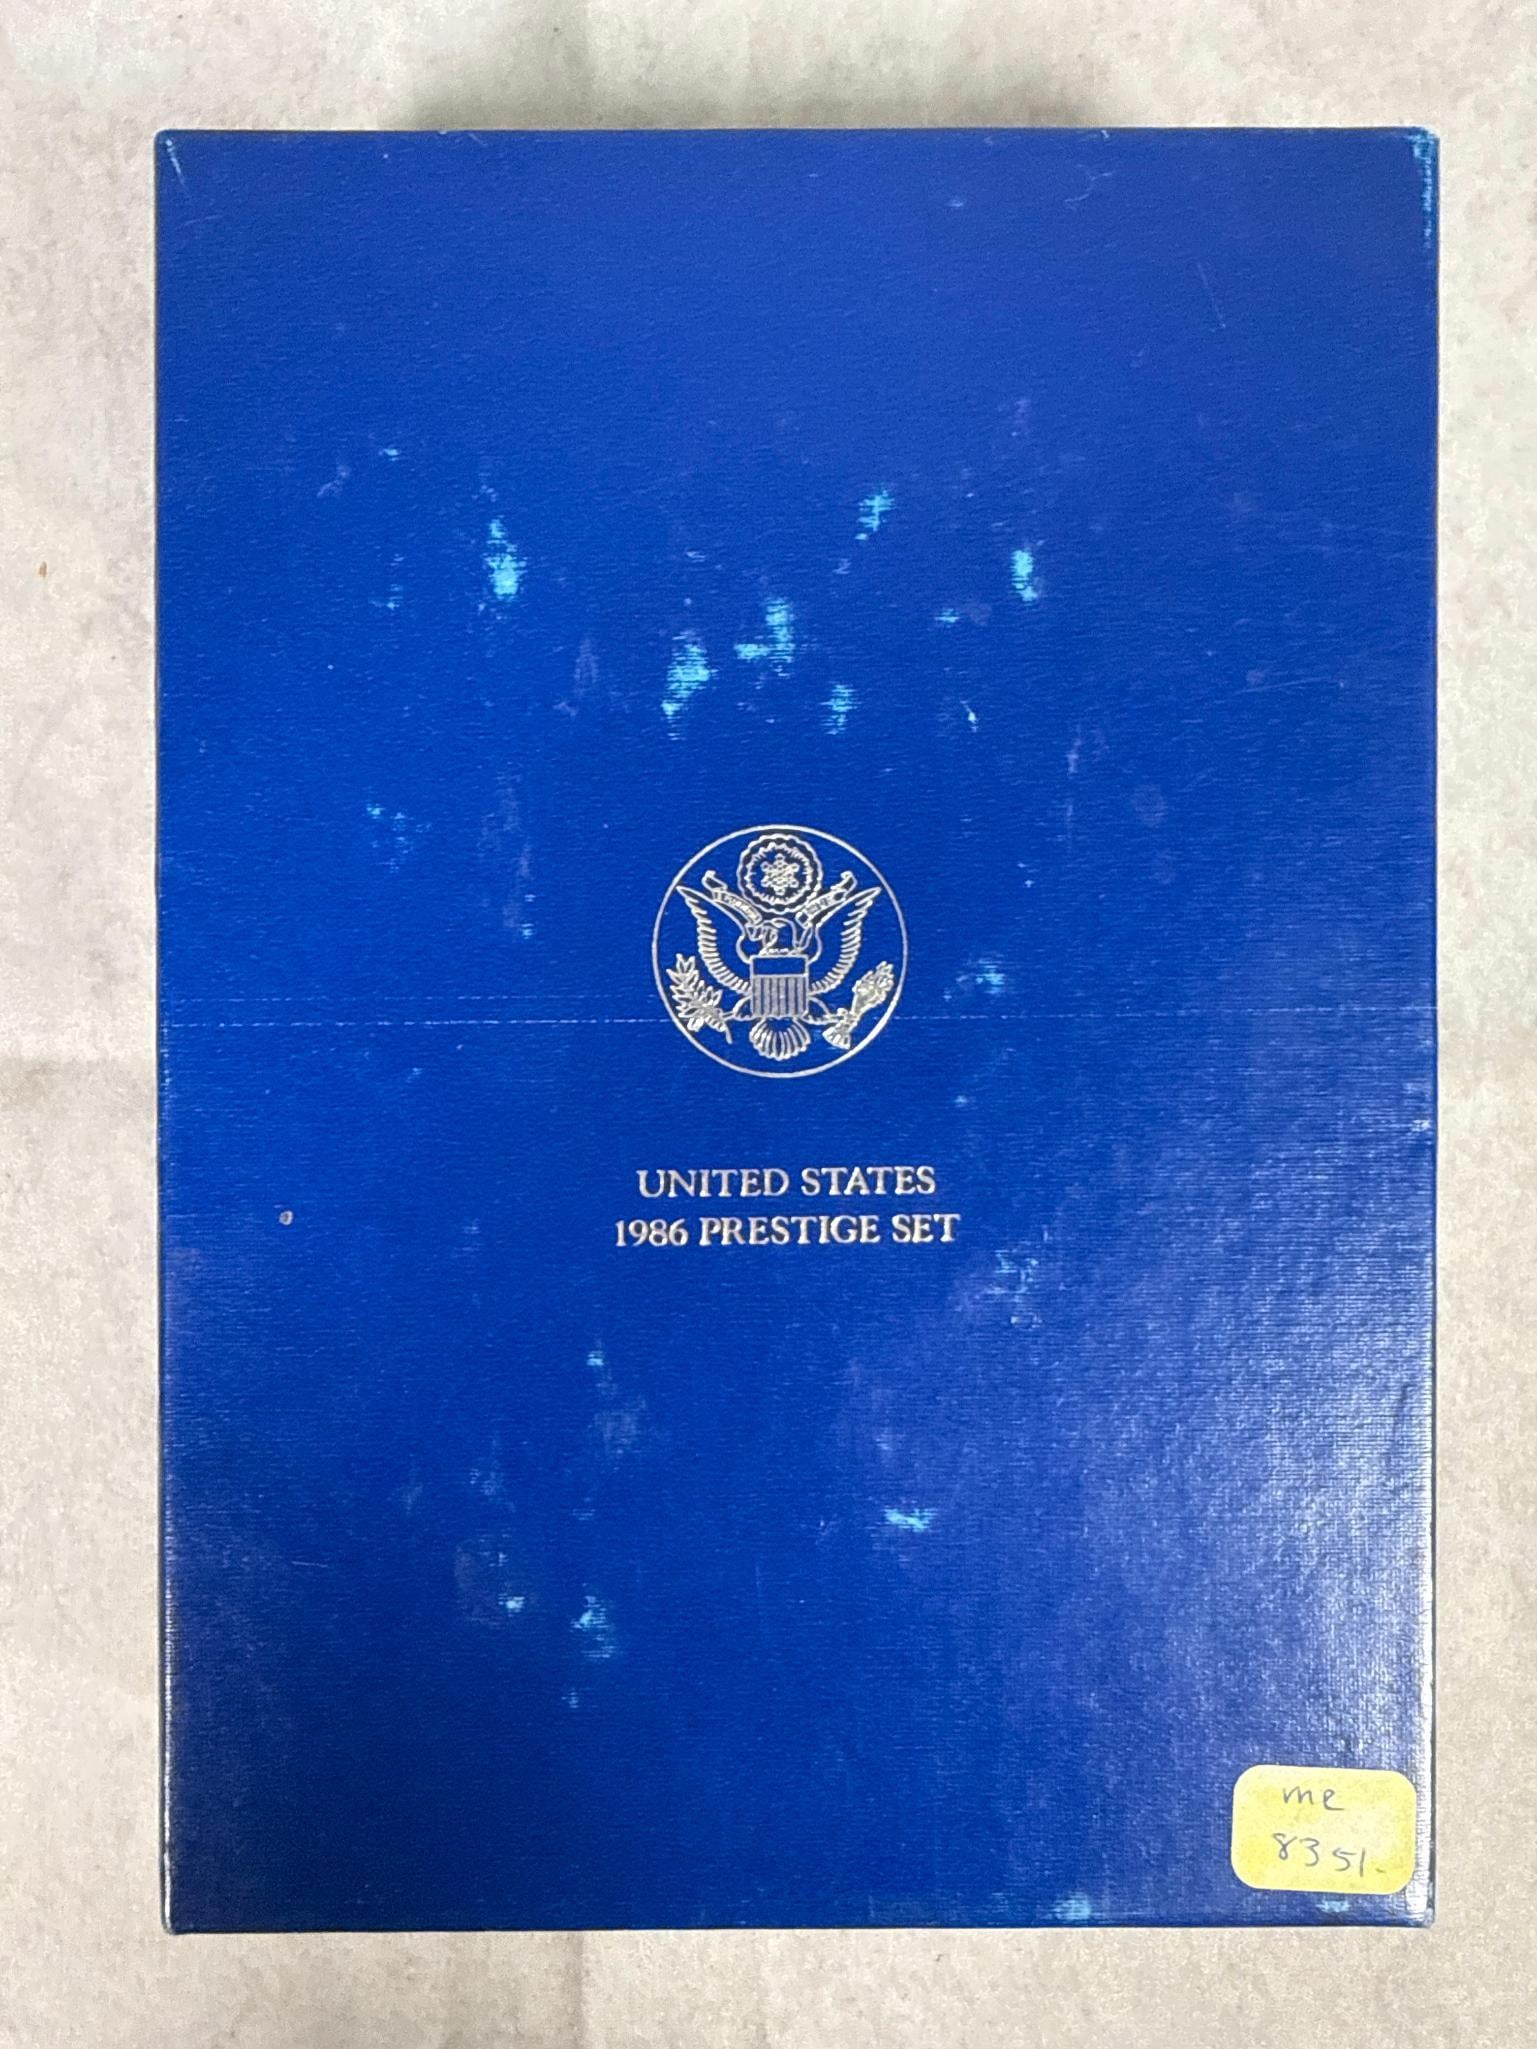 UNITED STATES
1986 PRESTIGE SET
me
8351.